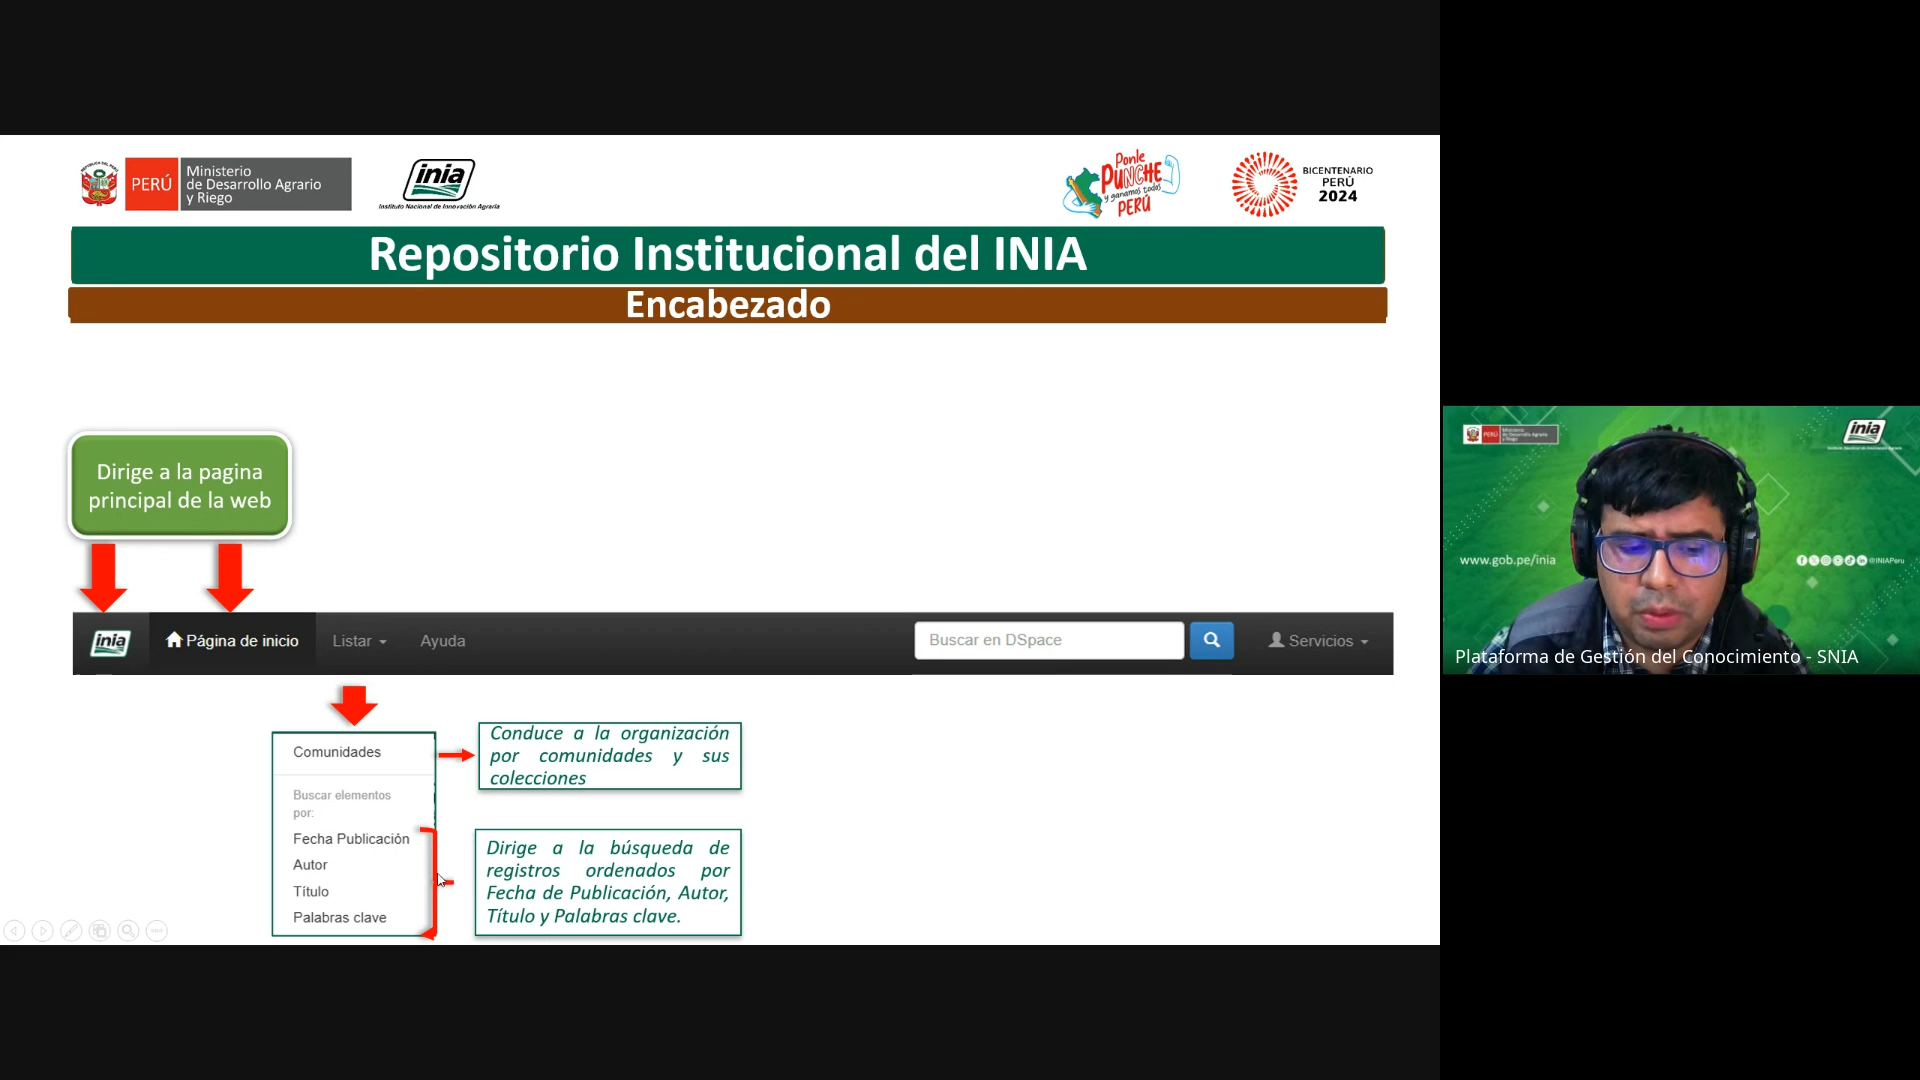 PERÚ
Ministerio
de Desarrollo Agrario
y Riego
inia
Instituto Nacional de Innovación Agraria
Ponle
PUNCHE
y ganamos todos
PERÚ
BICENTENARIO
PERÚ
2024
Repositorio Institucional del INIA
Encabezado
Dirige a la pagina
principal de la web
inia
Página de inicio
Listar
Ayuda
Buscar en DSpace
Servicios
Comunidades
Buscar elementos
por:
Fecha Publicación
Autor
Título
Palabras clave
Conduce a la organización
por comunidades y sus
colecciones
Dirige a la búsqueda de
registros ordenados por
Fecha de Publicación, Autor,
Título y Palabras clave.
PERÚ
inia
www.gob.pe/inia
@INIAPeru
Plataforma de Gestión del Conocimiento - SNIA